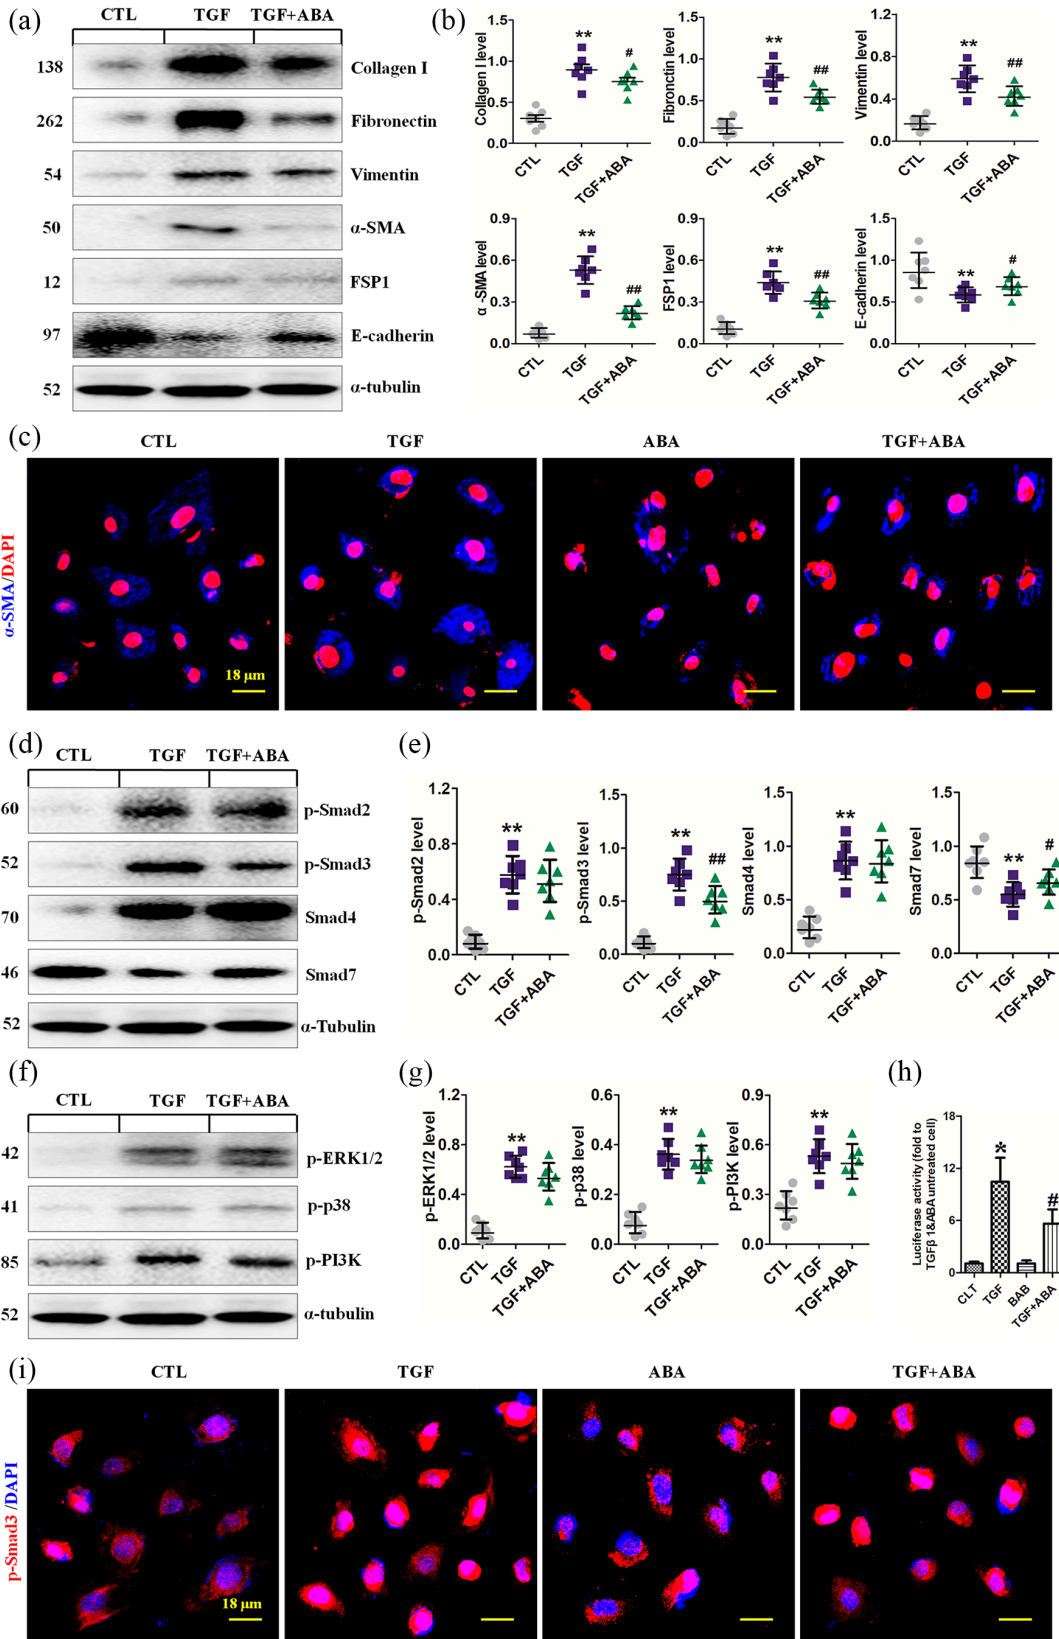 (a)
CTL TGF TGF+ABA
138 Collagen I
262 Fibronectin
54 Vimentin
50 α-SMA
12 FSP1
97 E-cadherin
52 α-tubulin
(b)
Collagen I level
1.5
1.0
0.5
0.0
**
#
CTL TGF TGF+ABA
Fibronctin level
1.5
1.0
0.5
0.0
**
##
CTL TGF TGF+ABA
Vimentin level
1.2
0.8
0.4
0.0
**
##
CTL TGF TGF+ABA
α -SMA level
0.9
0.6
0.3
0.0
**
##
CTL TGF TGF+ABA
FSP1 level
0.9
0.6
0.3
0.0
**
##
CTL TGF TGF+ABA
E-cadherin level
1.5
1.0
0.5
0.0
**
#
CTL TGF TGF+ABA
(c)
CTL TGF ABA TGF+ABA
α-SMA/DAPI
18 μm
(d)
CTL TGF TGF+ABA
60 p-Smad2
52 p-Smad3
70 Smad4
46 Smad7
52 α-Tubulin
(e)
p-Smad2 level
1.2
0.8
0.4
0.0
**
CTL TGF TGF+ABA
p-Smad3 level
1.5
1.0
0.5
0.0
**
##
CTL TGF TGF+ABA
Smad4 level
1.5
1.0
0.5
0.0
**
CTL TGF TGF+ABA
Smad7 level
1.5
1.0
0.5
0.0
**
#
CTL TGF TGF+ABA
(f)
CTL TGF TGF+ABA
42 p-ERK1/2
41 p-p38
85 p-PI3K
52 α-tubulin
(g)
p-ERK1/2 level
1.2
0.8
0.4
0.0
**
CTL TGF TGF+ABA
p-p38 level
0.6
0.4
0.2
0.0
**
CTL TGF TGF+ABA
p-PI3K level
0.9
0.6
0.3
0.0
**
CTL TGF TGF+ABA
(h)
Luciferase activity (fold to
TGFβ 1&ABA untreated cell)
18
12
6
0
*
#
CLT TGF BAB TGF+ABA
(i)
CTL TGF ABA TGF+ABA
p-Smad3 /DAPI
18 μm